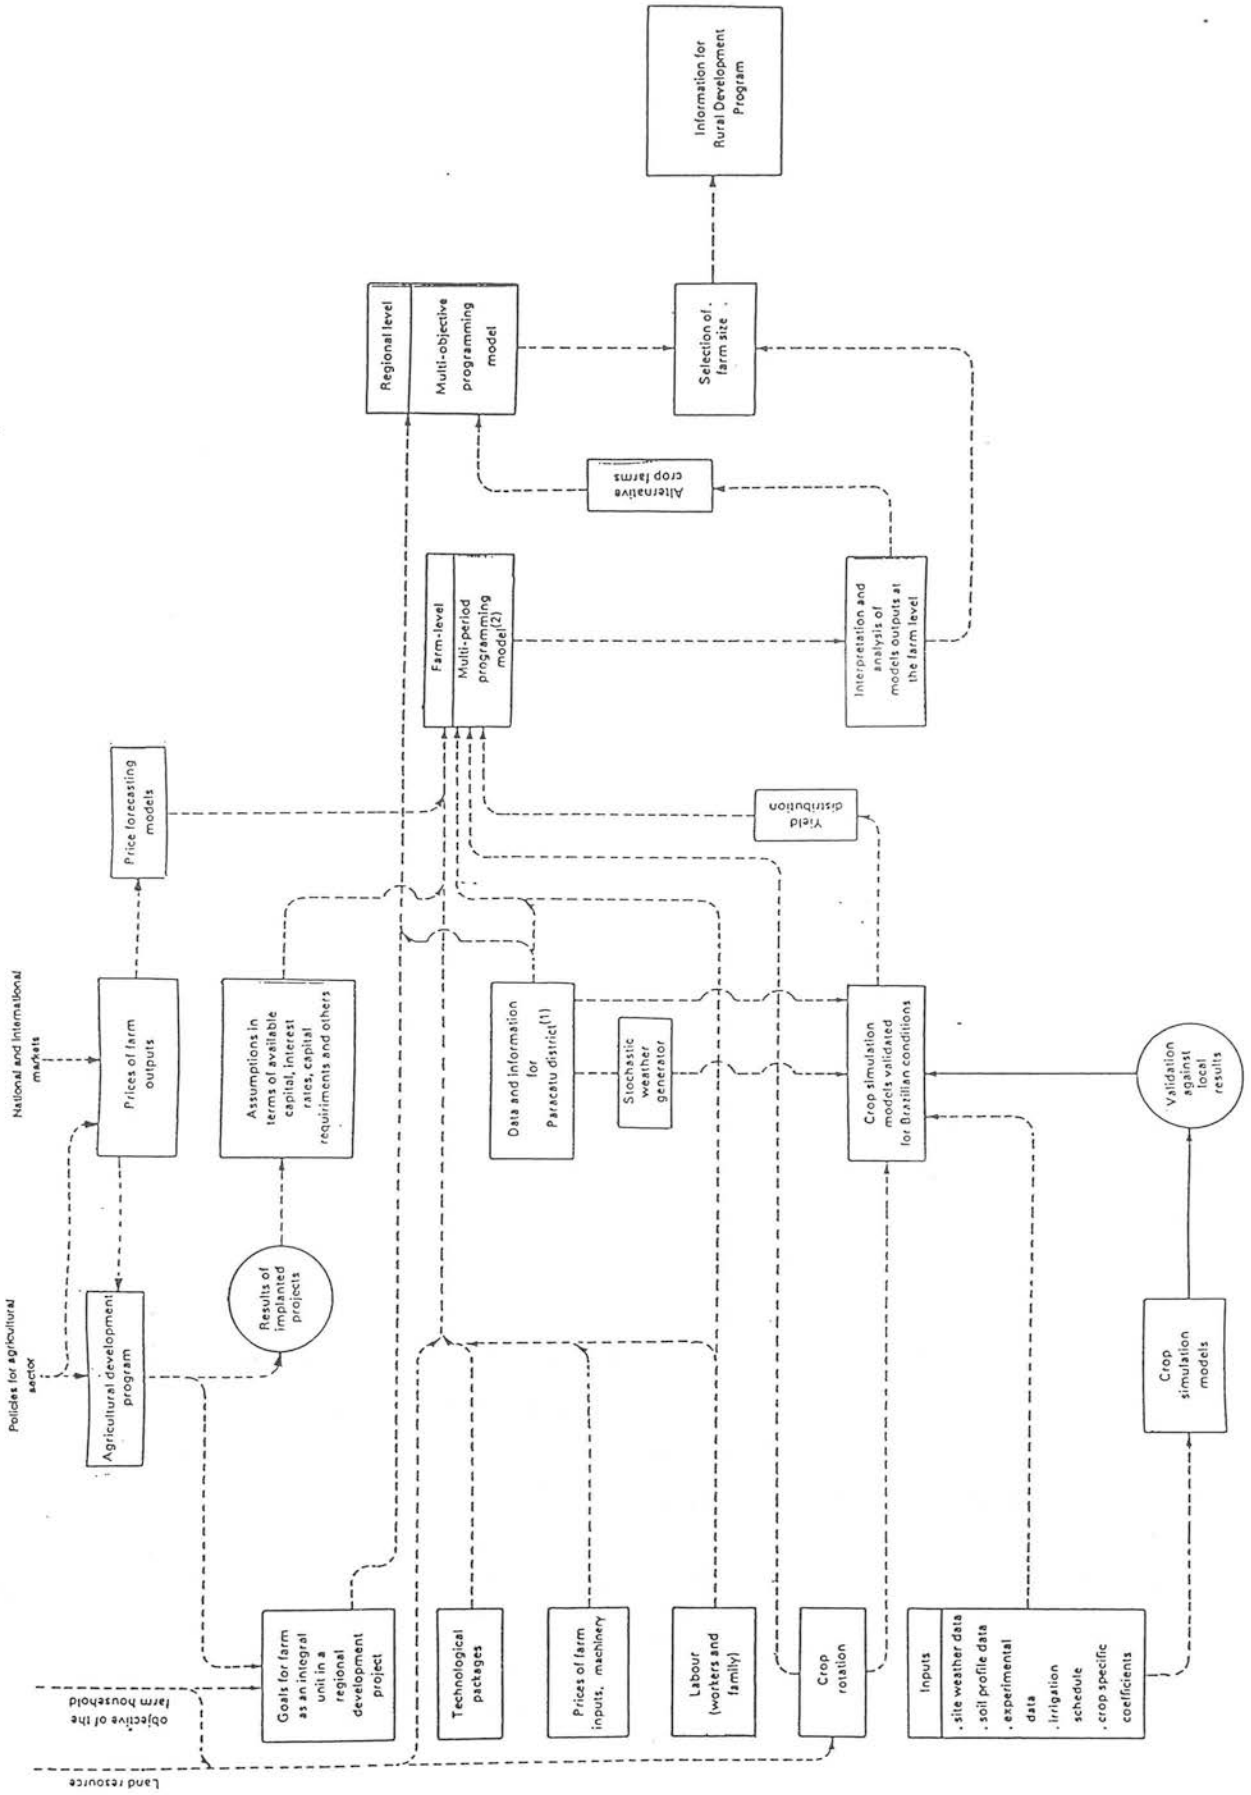 Policies for agricultural
sector
National and International
markets
Agricultural development
program
Prices of farm
outputs
Price forecasting
models
Results of
implanted
projects
Assumptions in
terms of available
capital, interest
rates, capital
requiriments and others
Land resource
objective of the
farm household
Goals for farm
as an integral
unit in a
regional
development
project
Technological
packages
Prices of farm
inputs, machinery
Labour
(workers and
family)
Crop
rotation
Inputs
. site weather data
. soil profile data
. experimental
data
. irrigation
schedule
. crop specific
coefficients
Data and information
for
Paracatu district(1)
Stochastic
weather
generator
Crop simulation
models validated
for Brazilian conditions
Crop
simulation
models
Validation
against
local
results
Yield
distribution
Farm-level
Multi-period
programming
model(2)
Interpretation and
analysis of
models outputs at
the farm level
Alternative
crop farms
Regional level
Multi-objective
programming
model
Selection of
farm size
Information for
Rural Development
Program